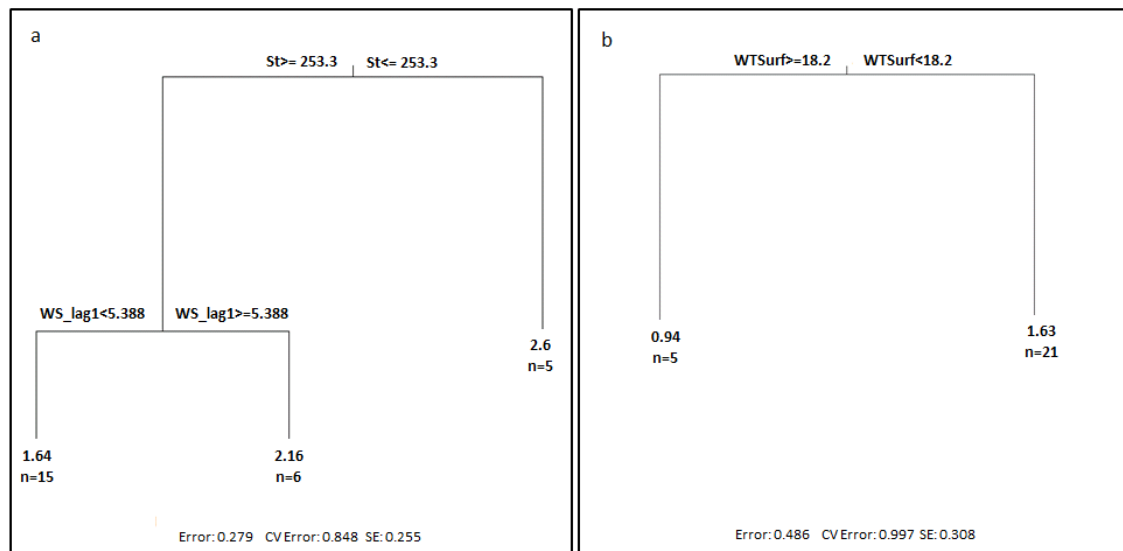 a
St>= 253.3 St<= 253.3
WS_lag1<5.388 WS_lag1>=5.388
2.6
n=5
1.64
n=15
2.16
n=6
Error: 0.279 CV Error: 0.848 SE: 0.255
b
WTSurf>=18.2 WTSurf<18.2
0.94
n=5
1.63
n=21
Error: 0.486 CV Error: 0.997 SE: 0.308